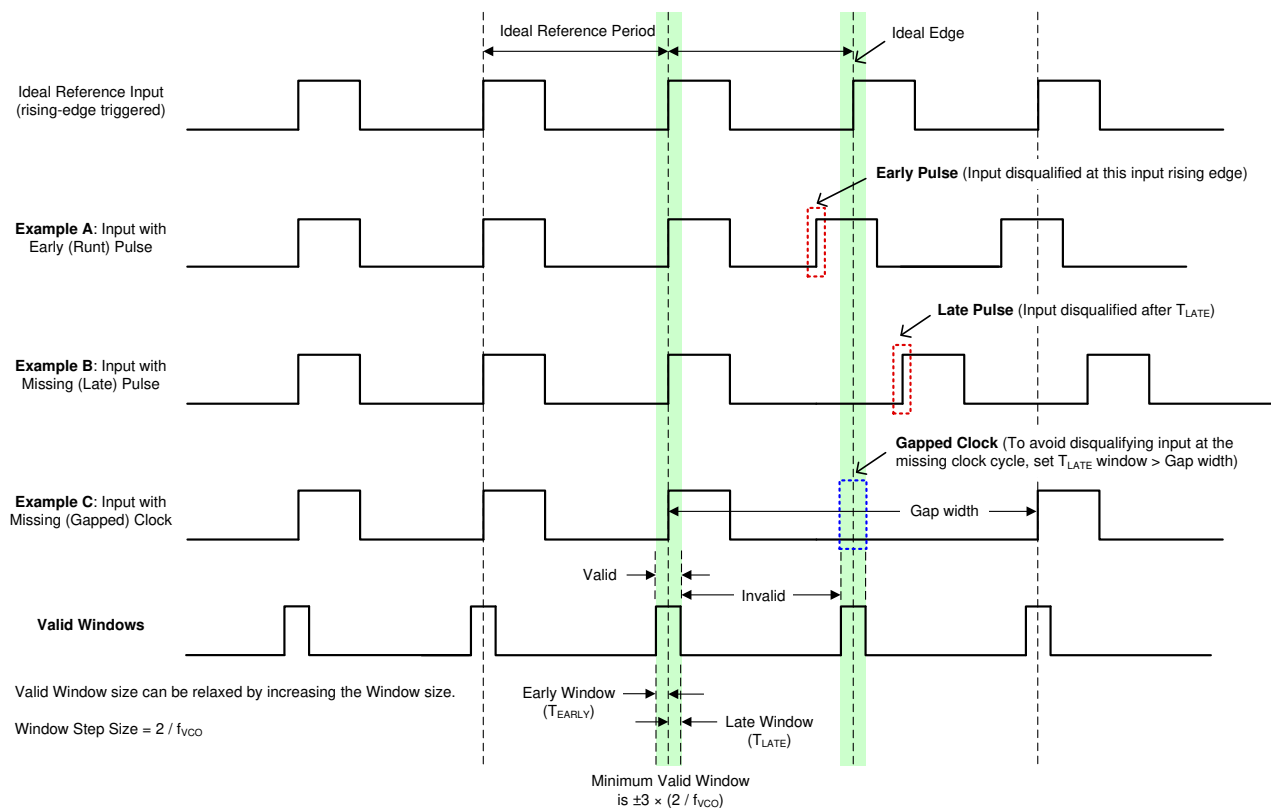 Ideal Reference Period
Ideal Edge
Ideal Reference Input
(rising-edge triggered)
Early Pulse (Input disqualified at this input rising edge)
Example A: Input with
Early (Runt) Pulse
Late Pulse (Input disqualified after TLATE)
Example B: Input with
Missing (Late) Pulse
Gapped Clock (To avoid disqualifying input at the
missing clock cycle, set TLATE window > Gap width)
Example C: Input with
Missing (Gapped) Clock
Gap width
Valid
Invalid
Valid Windows
Valid Window size can be relaxed by increasing the Window size.
Window Step Size = 2 / fVCO
Early Window
(TEARLY)
Late Window
(TLATE)
Minimum Valid Window
is ±3 × (2 / fVCO)